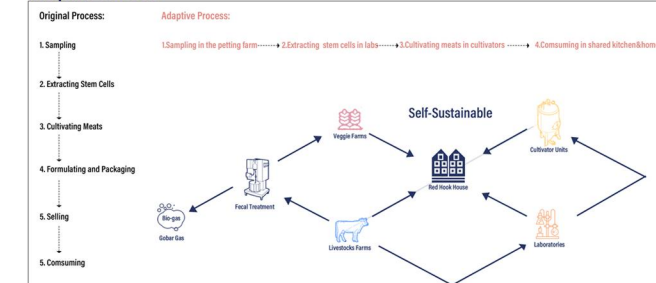 Original Process:
Adaptive Process:
1. Sampling
1.Sampling in the petting farm
2.Extracting stem cells in labs
3.Cultivating meats in cultivators
4.Comsuming in shared kitchen&hom
2. Extracting Stem Cells
3. Cultivating Meats
4. Formulating and Packaging
5. Selling
5. Comsuming
Self-Sustainable
Veggie Farms
Cultivator Units
Red Hook House
Fecal Treatment
Bio-gas
Gobar Gas
Livestocks Farms
Laboratories